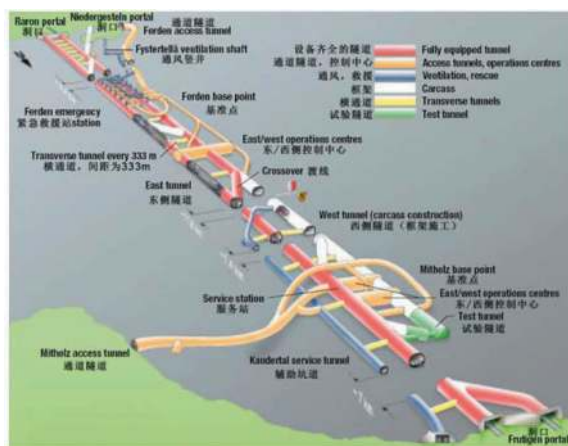 Raron portal
洞口
Niedergesteln portal
洞口
通道隧道
Ferden access tunnel
Fystertellä ventilation shaft
通风竖井
设备齐全的隧道
Fully equipped tunnel
通道隧道，控制中心
Access tunnels, operations centres
通风，救援
Ventilation, rescue
框架
Carcass
横通道
Transverse tunnels
试验隧道
Test tunnel
Ferden emergency
紧急救援站station
Ferden base point
基准点
East/west operations centres
东/西侧控制中心
Transverse tunnel every 333 m
横通道，间距为333m
Crossover 渡线
East tunnel
东侧隧道
West tunnel (carcass construction)
西侧隧道（框架施工）
Mitholz base point
基准点
East/west operations centres
东/西侧控制中心
Service station
服务站
Test tunnel
试验隧道
Mitholz access tunnel
通道隧道
Kandertal service tunnel
辅助坑道
洞口
Frutigen portal